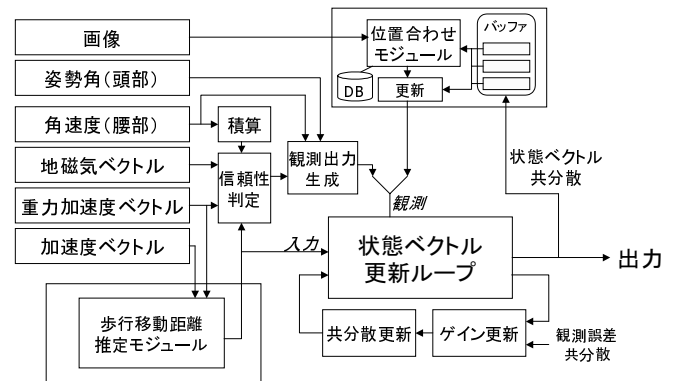 画像
姿勢角(頭部)
角速度(腰部)
地磁気ベクトル
重力加速度ベクトル
加速度ベクトル
積算
信頼性
判定
観測出力
生成
位置合わせ
モジュール
DB
更新
バッファ
状態ベクトル
共分散
観測
入力
状態ベクトル
更新ループ
出力
歩行移動距離
推定モジュール
共分散更新
ゲイン更新
観測誤差
共分散